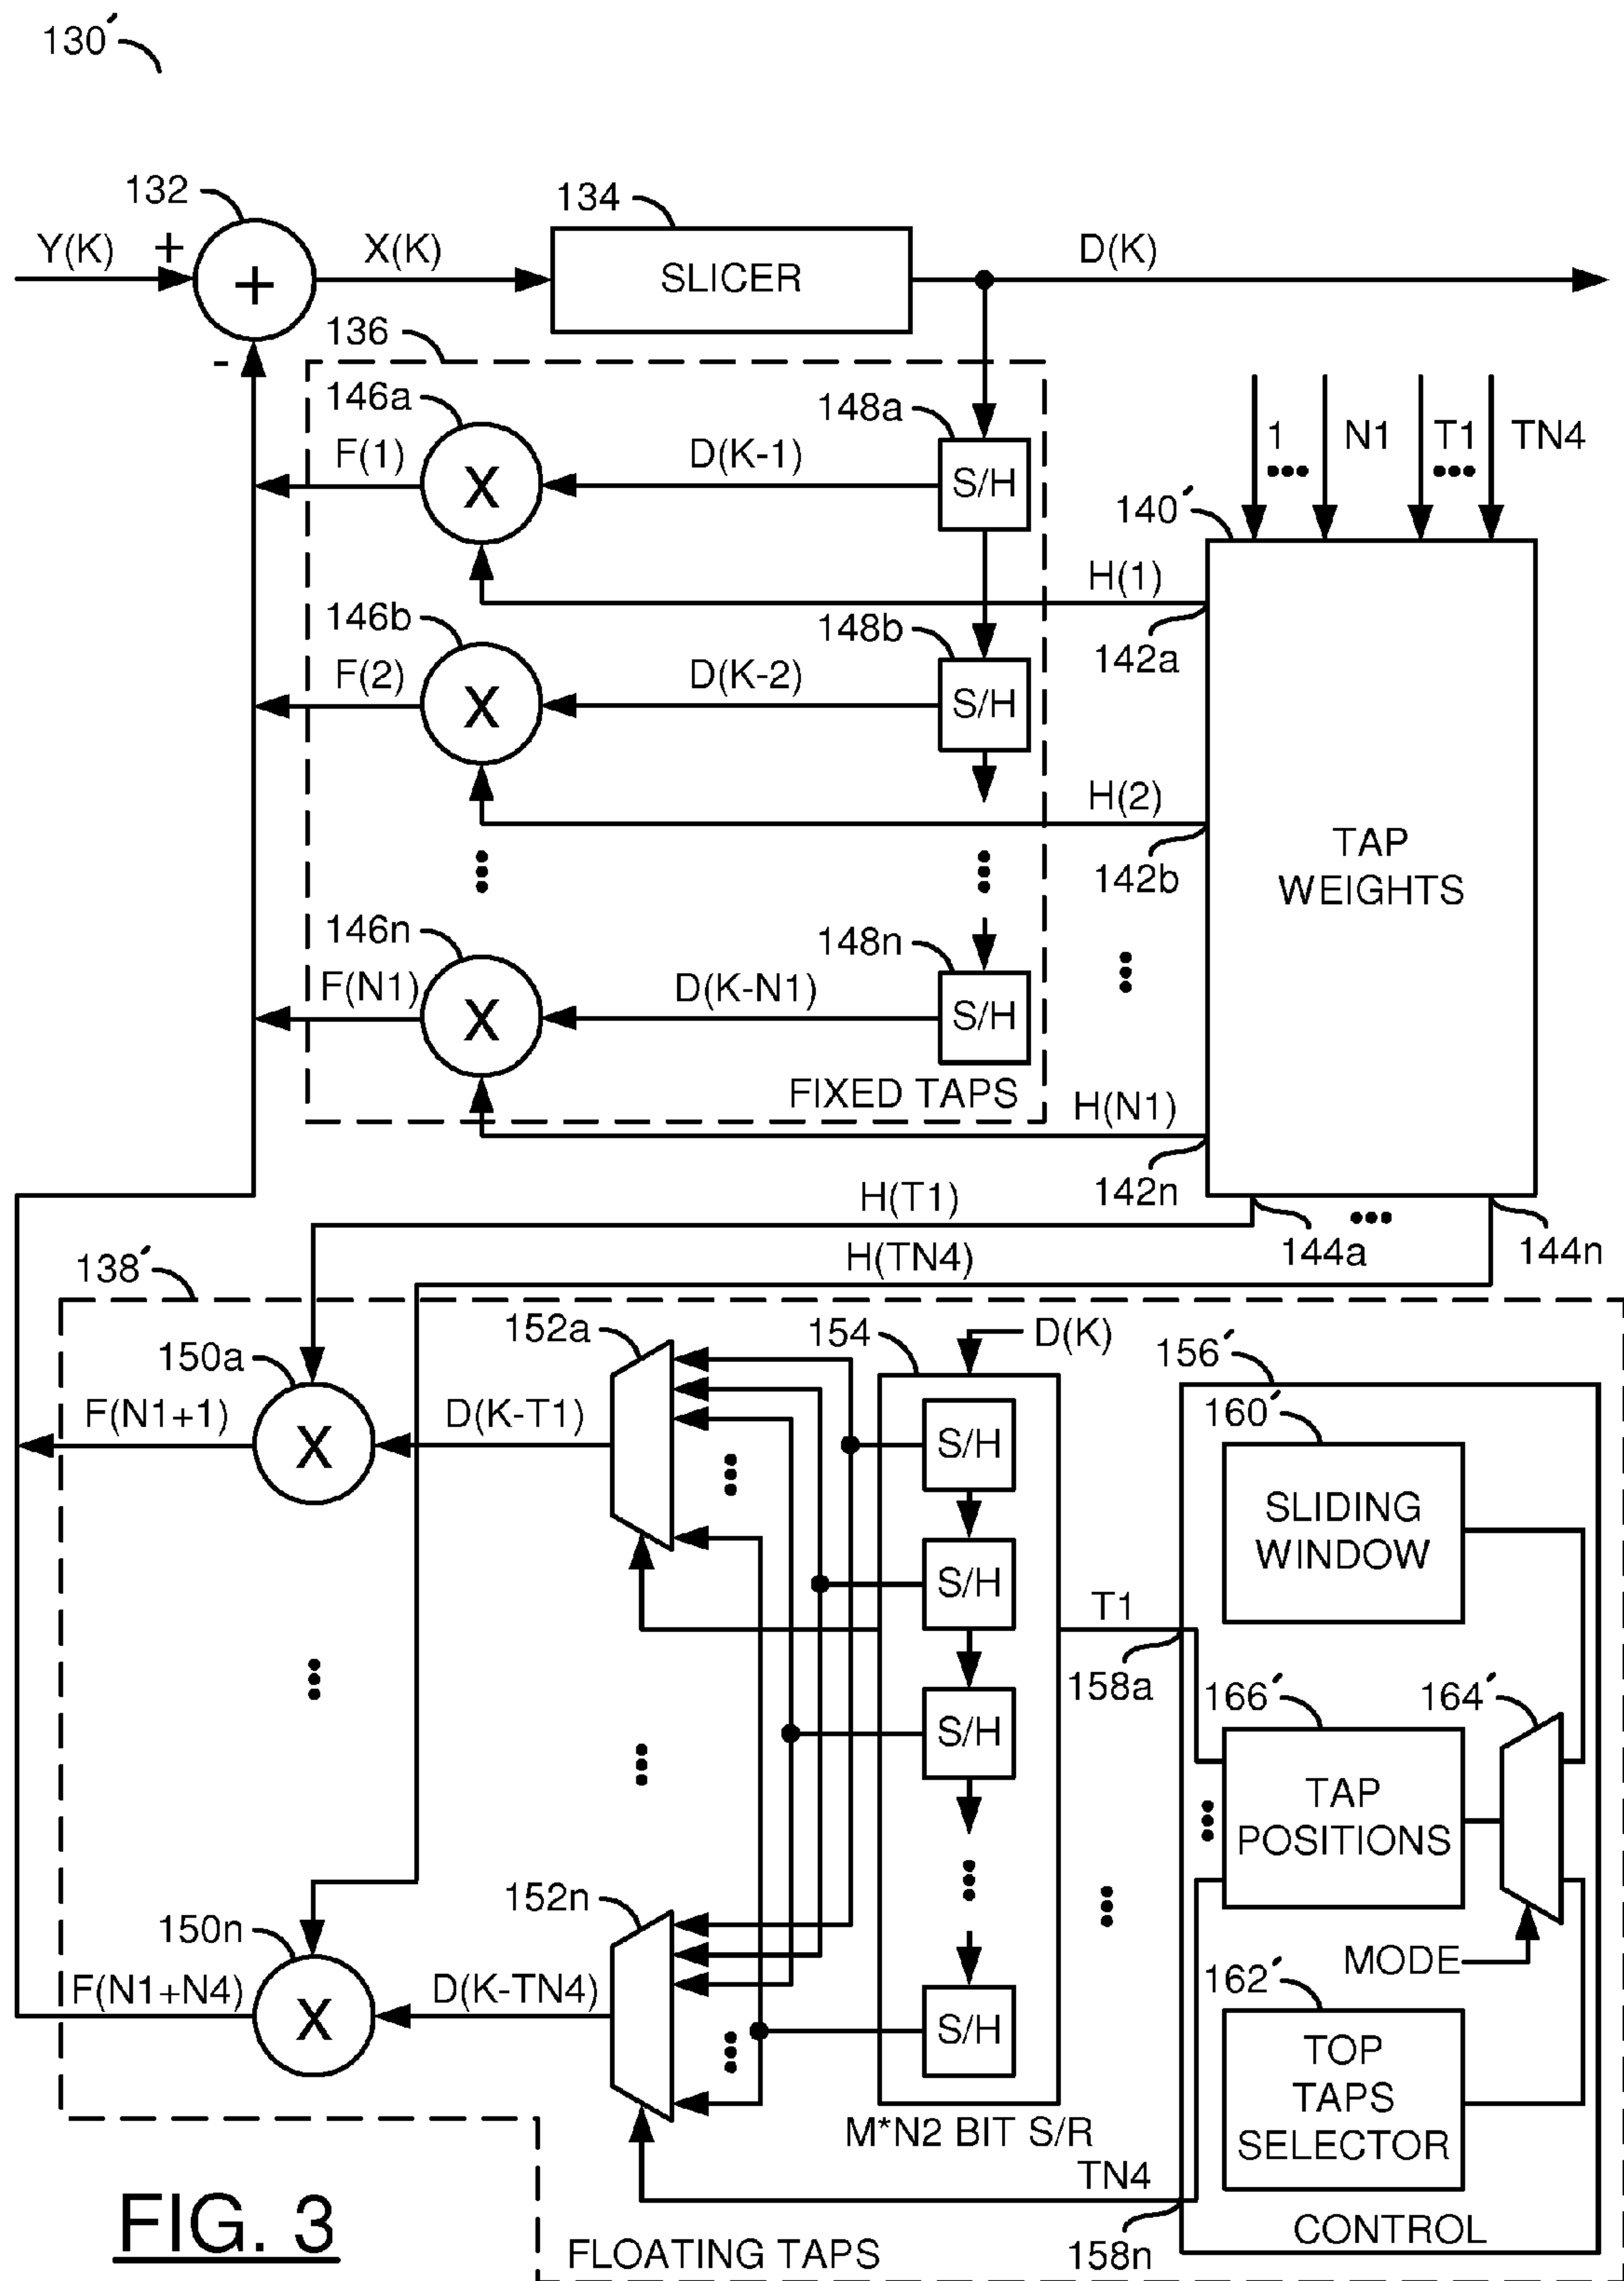 130′
132
134
Y(K)
+
+
X(K)
SLICER
D(K)
-
136
146a
148a
F(1)
X
D(K-1)
S/H
1
N1
T1
TN4
•••
•••
140′
H(1)
142a
146b
148b
F(2)
X
D(K-2)
S/H
H(2)
142b
TAP
WEIGHTS
146n
148n
F(N1)
X
D(K-N1)
S/H
FIXED TAPS
H(N1)
142n
H(T1)
•••
144a
144n
H(TN4)
138′
152a
154
D(K)
156′
150a
F(N1+1)
X
D(K-T1)
S/H
160′
SLIDING
WINDOW
S/H
T1
158a
166′
164′
S/H
TAP
POSITIONS
152n
150n
MODE
F(N1+N4)
X
D(K-TN4)
S/H
162′
TOP
TAPS
SELECTOR
M*N2 BIT S/R
TN4
CONTROL
158n
FLOATING TAPS
FIG. 3